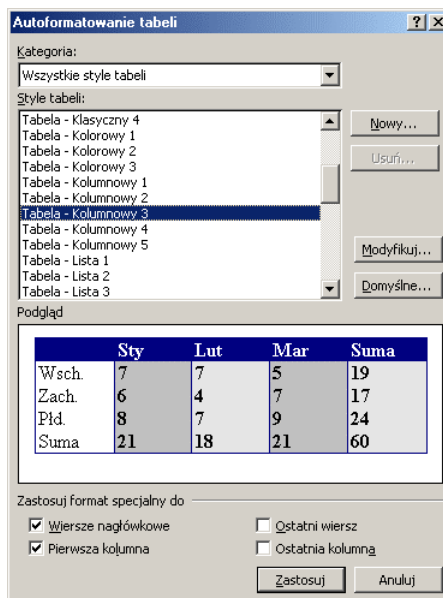 Autoformatowanie tabeli
Kategoria:
Wszystkie style tabeli
Style tabeli:
Tabela - Klasyczny 4
Tabela - Kolorowy 1
Tabela - Kolorowy 2
Tabela - Kolorowy 3
Tabela - Kolumnowy 1
Tabela - Kolumnowy 2
Tabela - Kolumnowy 3
Tabela - Kolumnowy 4
Tabela - Kolumnowy 5
Tabela - Lista 1
Tabela - Lista 2
Tabela - Lista 3
Nowy...
Usuń...
Modyfikuj...
Domyślne...
Podgląd
Sty Lut Mar Suma
Wsch. 7 7 5 19
Zach. 6 4 7 17
Płd. 8 7 9 24
Suma 21 18 21 60
Zastosuj format specjalny do
Wiersze nagłówkowe Ostatni wiersz
Pierwsza kolumna Ostatnia kolumna
Zastosuj Anuluj